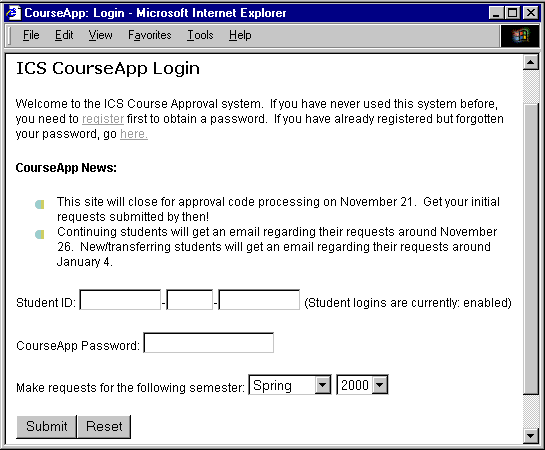 CourseApp: Login - Microsoft Internet Explorer
File Edit View Favorites Tools Help
ICS CourseApp Login
Welcome to the ICS Course Approval system. If you have never used this system before,
you need to register first to obtain a password. If you have already registered but forgotten
your password, go here.
CourseApp News:
This site will close for approval code processing on November 21. Get your initial
requests submitted by then!
Continuing students will get an email regarding their requests around November
26. New/transferring students will get an email regarding their requests around
January 4.
Student ID: - - (Student logins are currently: enabled)
CourseApp Password:
Make requests for the following semester: Spring 2000
Submit Reset